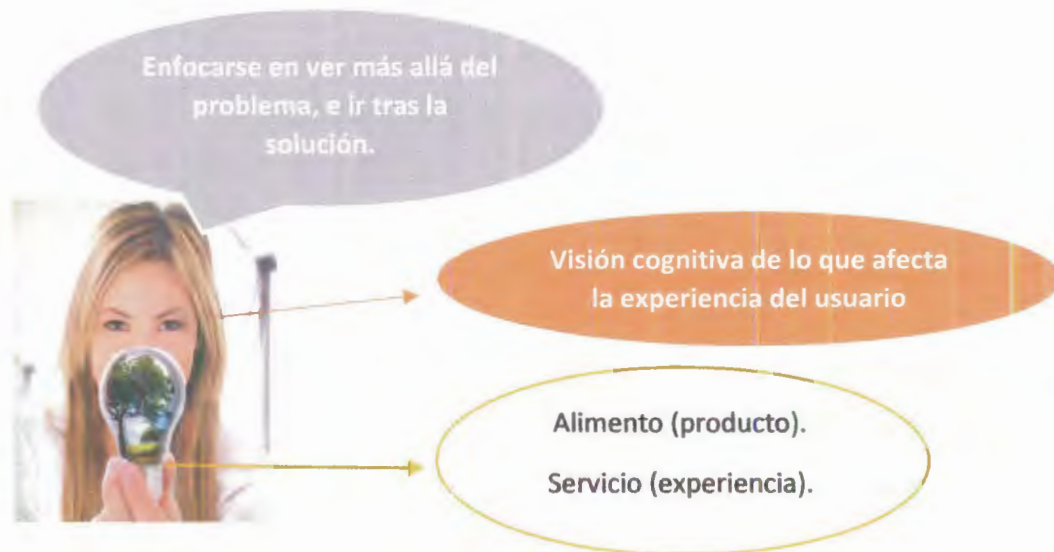 Enfocarse en ver más allá del
problema, e ir tras la
solución.
Visión cognitiva de lo que afecta
la experiencia del usuario
Alimento (producto).
Servicio (experiencia).